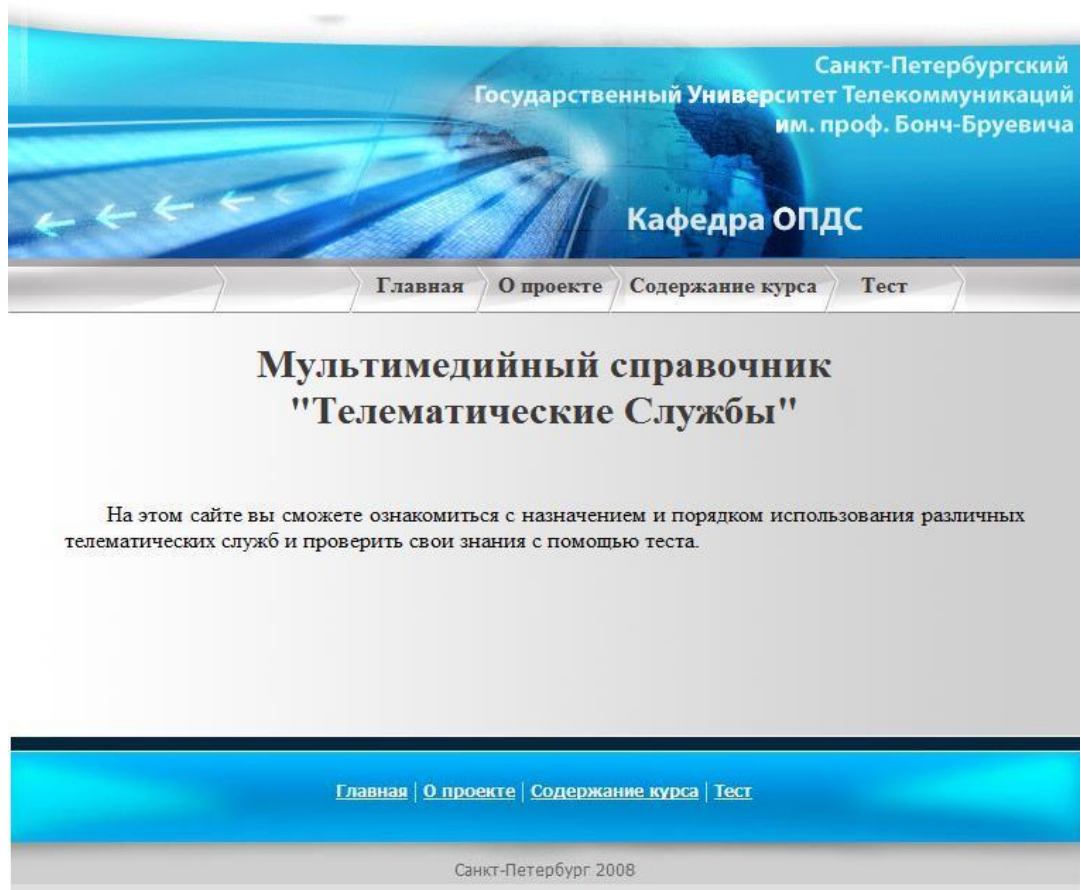 Санкт-Петербургский
Государственный Университет Телекоммуникаций
им. проф. Бонч-Бруевича
Кафедра ОПДС
Главная О проекте Содержание курса Тест
Мультимедийный справочник
"Телематические Службы"
На этом сайте вы сможете ознакомиться с назначением и порядком использования различных
телематических служб и проверить свои знания с помощью теста.
Главная | О проекте | Содержание курса | Тест
Санкт-Петербург 2008